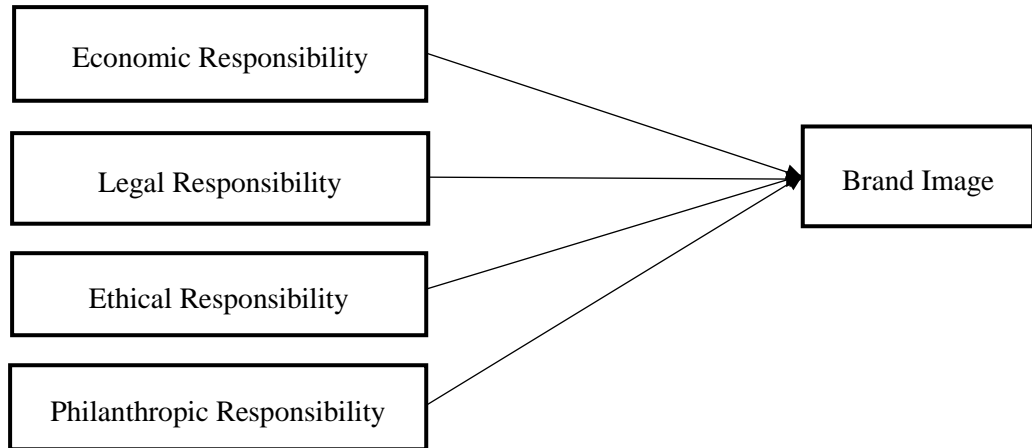 Economic Responsibility
Legal Responsibility
Brand Image
Ethical Responsibility
Philanthropic Responsibility